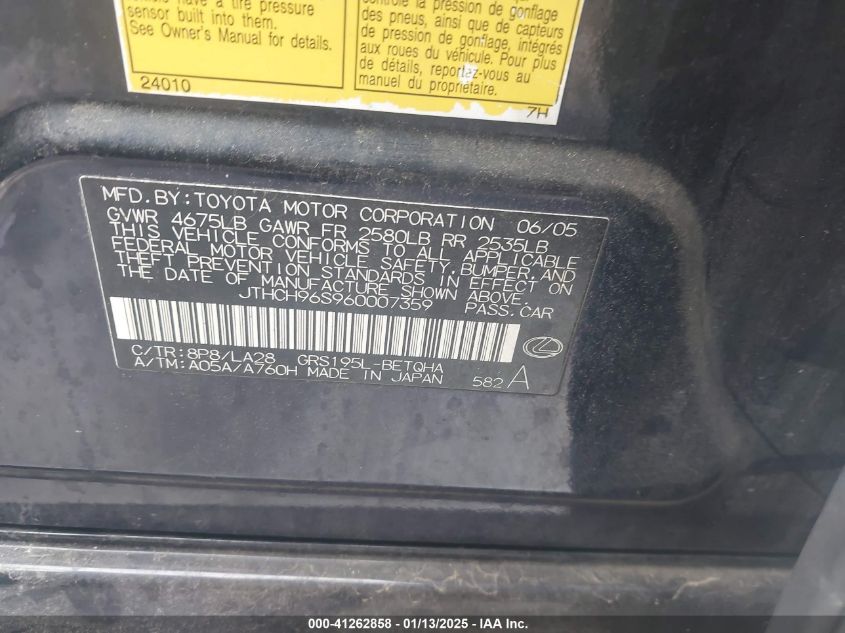 vehicle have a tire pressure
sensor built into them.
See Owner's Manual for details.
24010
contrôle la pression de gonflage
des pneus, ainsi que de capteurs
de pression de gonflage, intégrés
aux roues du véhicule. Pour plus
de détails, reportez-vous au
manuel du propriétaire.
7H
MFD. BY: TOYOTA MOTOR CORPORATION 06/05
GVWR 4675LB GAWR FR 2580LB RR 2535LB
THIS VEHICLE CONFORMS TO ALL APPLICABLE
FEDERAL MOTOR VEHICLE SAFETY, BUMPER, AND
THEFT PREVENTION STANDARDS IN EFFECT ON
THE DATE OF MANUFACTURE SHOWN ABOVE.
JTHCH96S960007359 PASS.CAR
C/TR: 8P8/LA28 GRS195L-BETQHA
A/TM: A05A/A760H MADE IN JAPAN 582 A
000-41262858 - 01/13/2025 - IAA Inc.